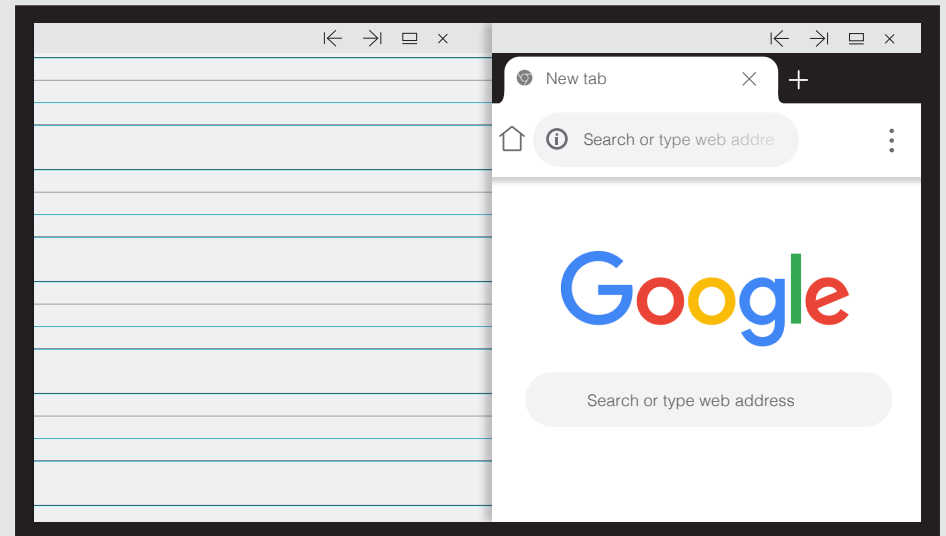 New tab
Search or type web addre
Google
Search or type web address